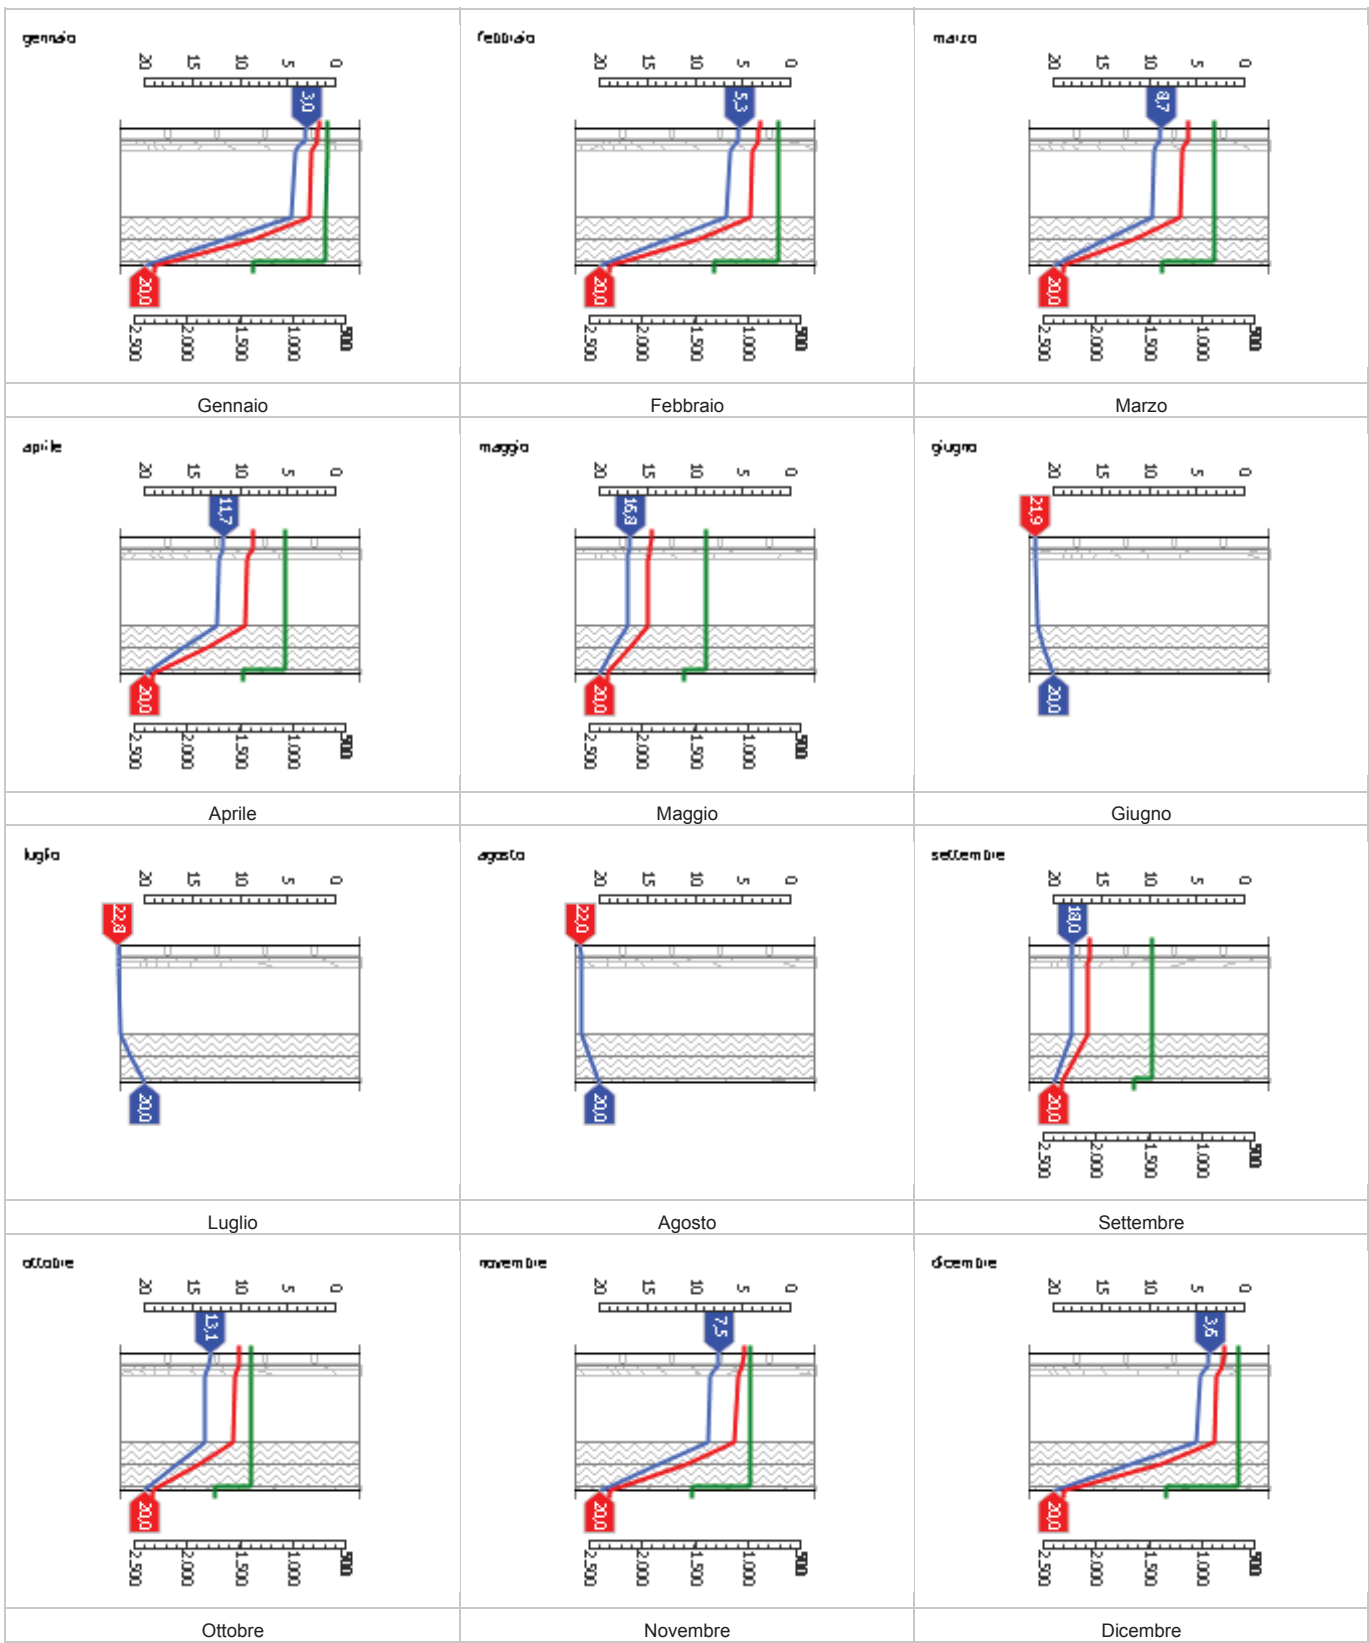 gennaio
febbraio
marzo
20 15 10 5 0
20 15 10 5 0
20 15 10 5 0
3,0
5,3
8,7
20,0
20,0
20,0
2.500 2.000 1.500 1.000 500
2.500 2.000 1.500 1.000 500
2.500 2.000 1.500 1.000 500
Gennaio
Febbraio
Marzo
aprile
maggio
giugno
20 15 10 5 0
20 15 10 5 0
20 15 10 5 0
11,7
16,8
21,9
20,0
20,0
20,0
2.500 2.000 1.500 1.000 500
2.500 2.000 1.500 1.000 500
Aprile
Maggio
Giugno
luglio
agosto
settembre
20 15 10 5 0
20 15 10 5 0
20 15 10 5 0
22,8
22,0
18,0
20,0
20,0
20,0
2.500 2.000 1.500 1.000 500
Luglio
Agosto
Settembre
ottobre
novembre
dicembre
20 15 10 5 0
20 15 10 5 0
20 15 10 5 0
13,1
7,5
3,6
20,0
20,0
20,0
2.500 2.000 1.500 1.000 500
2.500 2.000 1.500 1.000 500
2.500 2.000 1.500 1.000 500
Ottobre
Novembre
Dicembre